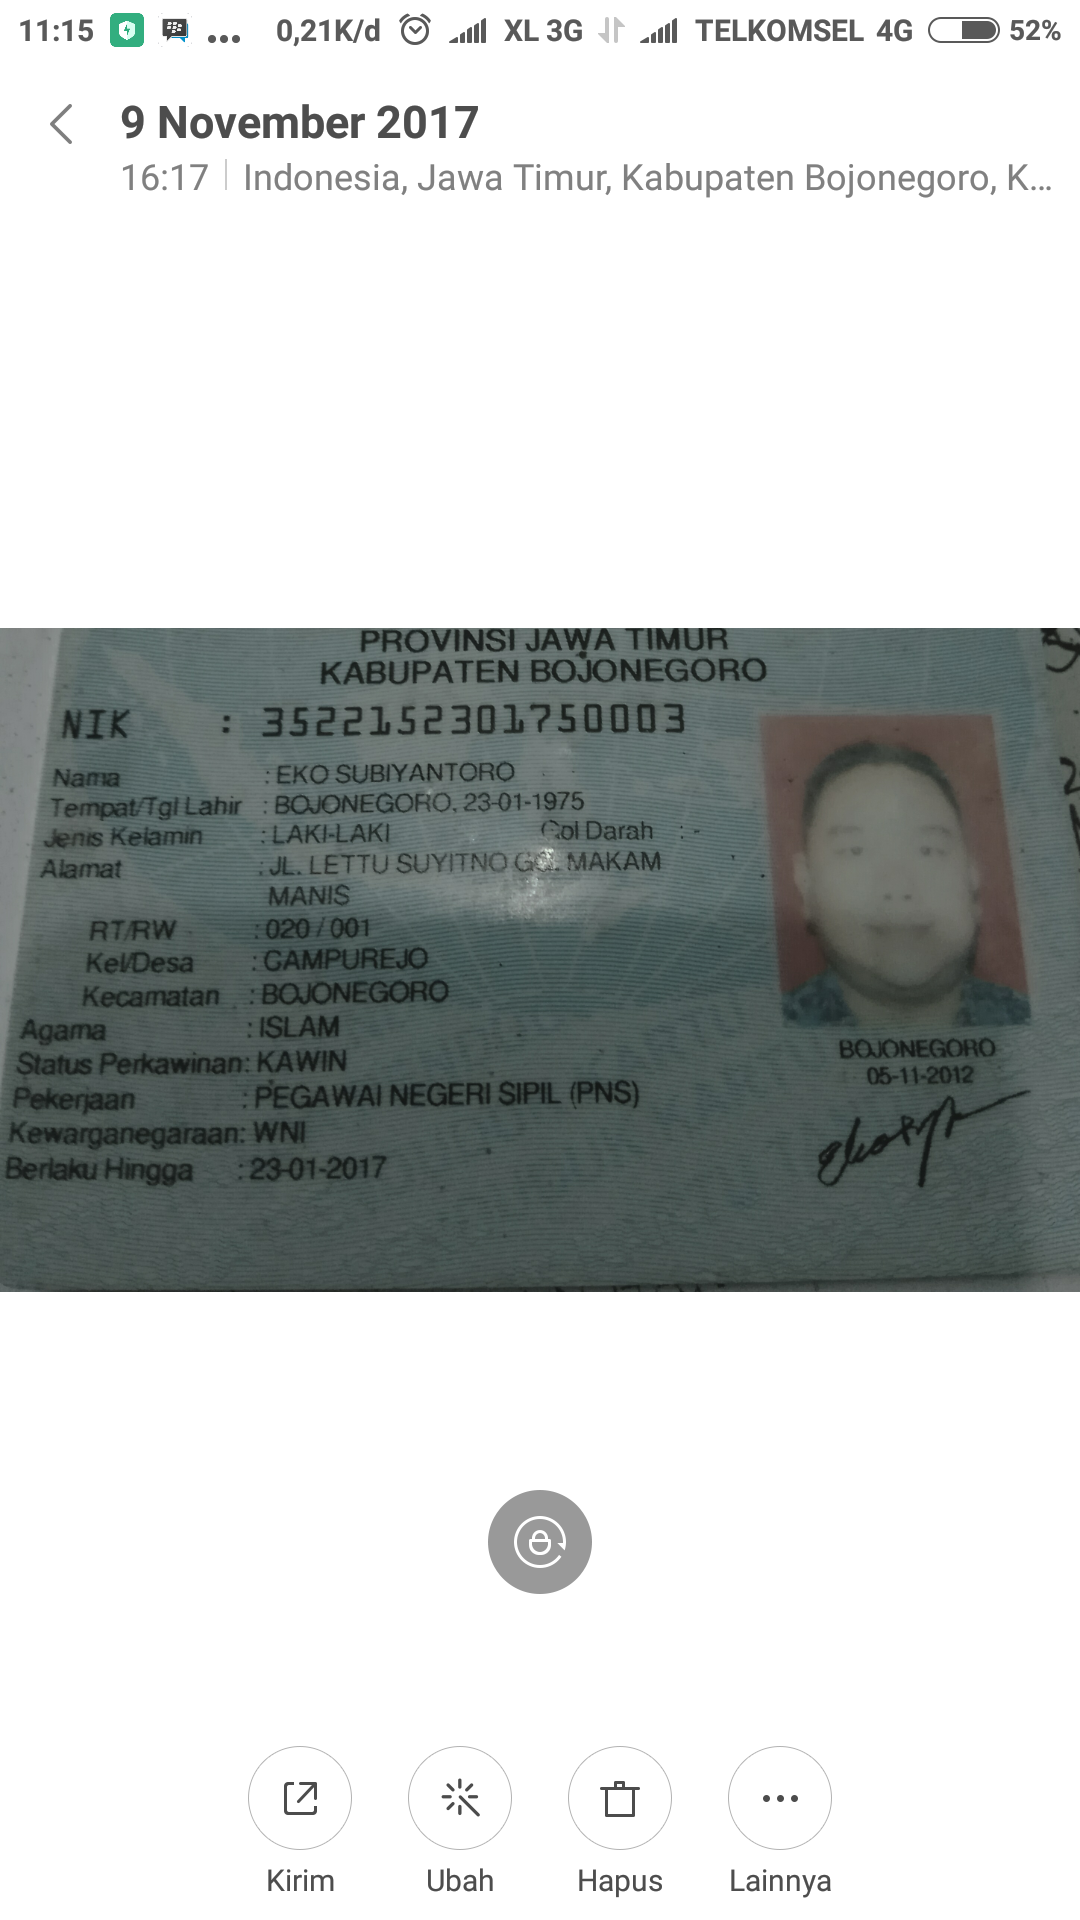 11:15 ... 0,21K/d XL 3G TELKOMSEL 4G 52%
9 November 2017
16:17 Indonesia, Jawa Timur, Kabupaten Bojonegoro, K...
PROVINSI JAWA TIMUR
KABUPATEN BOJONEGORO
NIK : 3522152301750003
Nama : EKO SUBIYANTORO
Tempat/Tgl Lahir : BOJONEGORO, 23-01-1975
Jenis Kelamin : LAKI-LAKI Gol Darah : -
Alamat : JL. LETTU SUYITNO GG. MAKAM
MANIS
RT/RW : 020 / 001
Kel/Desa : CAMPUREJO
Kecamatan : BOJONEGORO
Agama : ISLAM
Status Perkawinan: KAWIN
Pekerjaan : PEGAWAI NEGERI SIPIL (PNS)
Kewarganegaraan: WNI
Berlaku Hingga : 23-01-2017
BOJONEGORO
05-11-2012
Kirim Ubah Hapus Lainnya